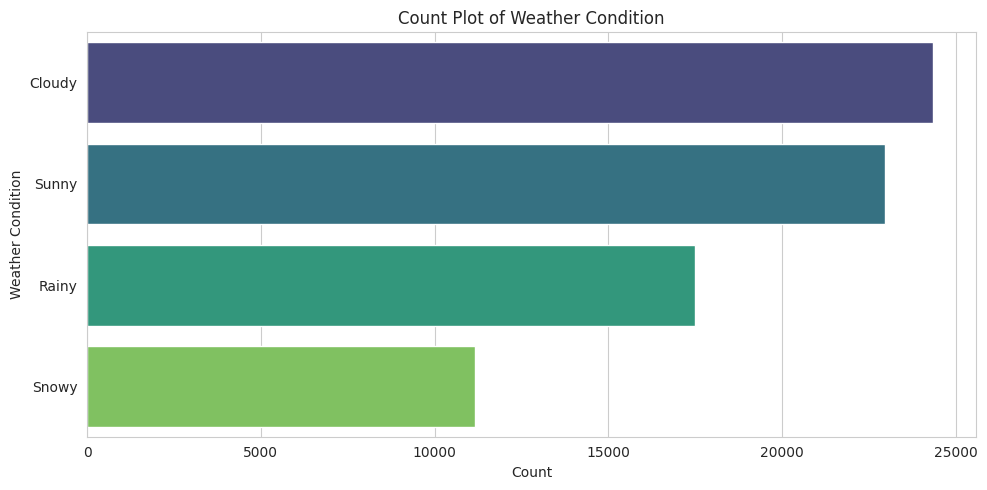 Count Plot of Weather Condition
Weather Condition
Cloudy
Sunny
Rainy
Snowy
0 5000 10000 15000 20000 25000
Count